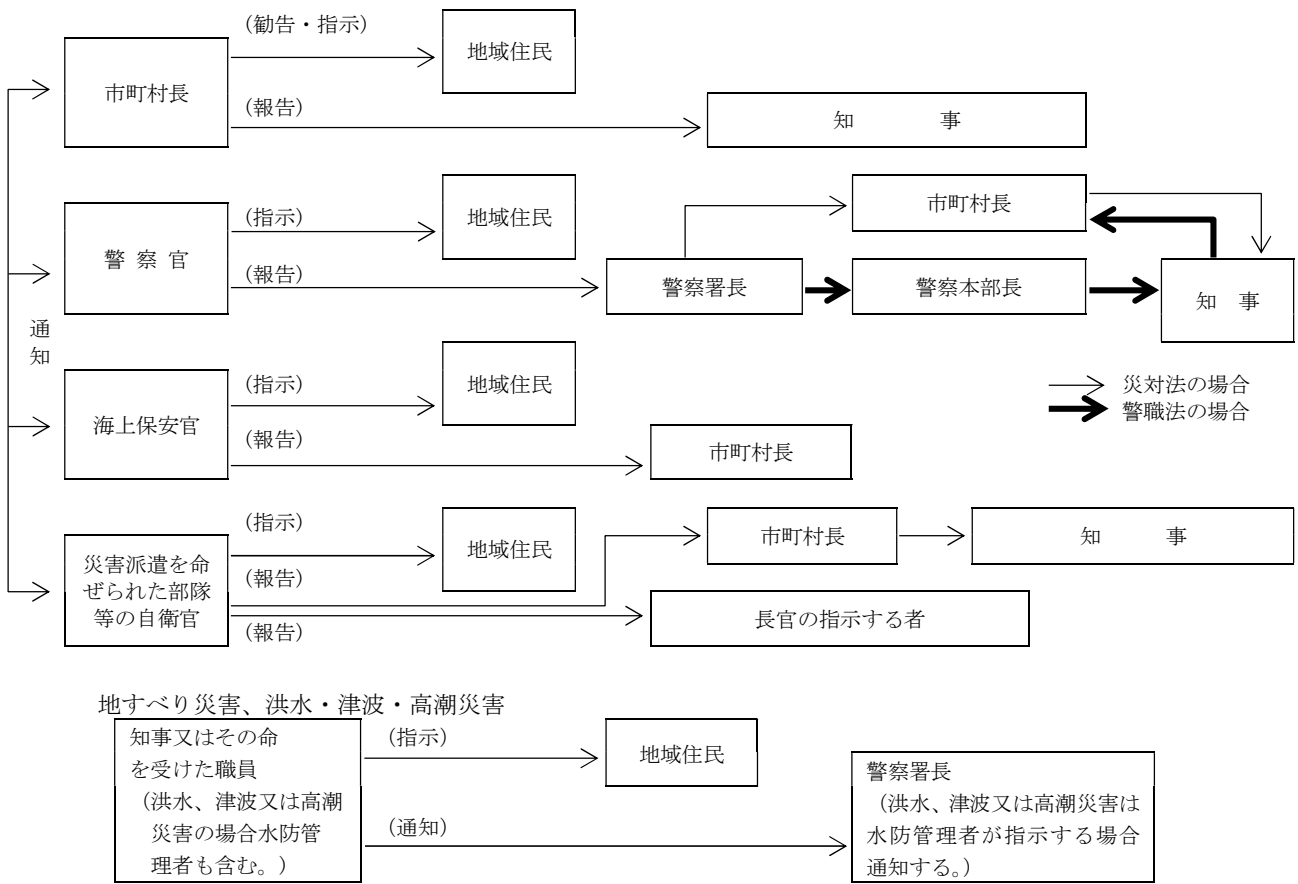 (勧告・指示)
地域住民
市町村長
(報告)
知　　　事
(指示)
地域住民
市町村長
警 察 官
(報告)
警察署長
警察本部長
知　事
通
知
(指示)
地域住民
災対法の場合
警職法の場合
海上保安官
(報告)
市町村長
(指示)
地域住民
市町村長
知　　　事
災害派遣を命
ぜられた部隊
等の自衛官
(報告)
(報告)
長官の指示する者
地すべり災害、洪水・津波・高潮災害
知事又はその命
を受けた職員
（洪水、津波又は高潮
災害の場合水防管
理者も含む。）
(指示)
地域住民
(通知)
警察署長
（洪水、津波又は高潮災害は
水防管理者が指示する場合
通知する。）